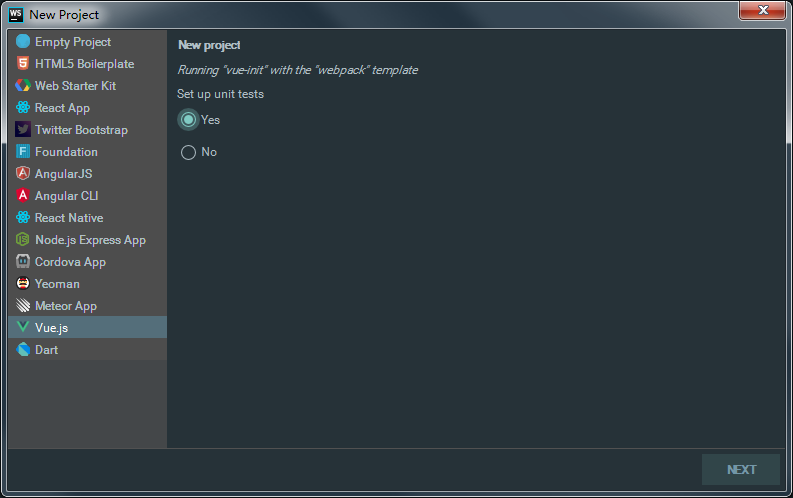 WS New Project
Empty Project
HTML5 Boilerplate
Web Starter Kit
React App
Twitter Bootstrap
Foundation
AngularJS
Angular CLI
React Native
Node.js Express App
Cordova App
Yeoman
Meteor App
Vue.js
Dart
New project
Running "vue-init" with the "webpack" template
Set up unit tests
Yes
No
NEXT